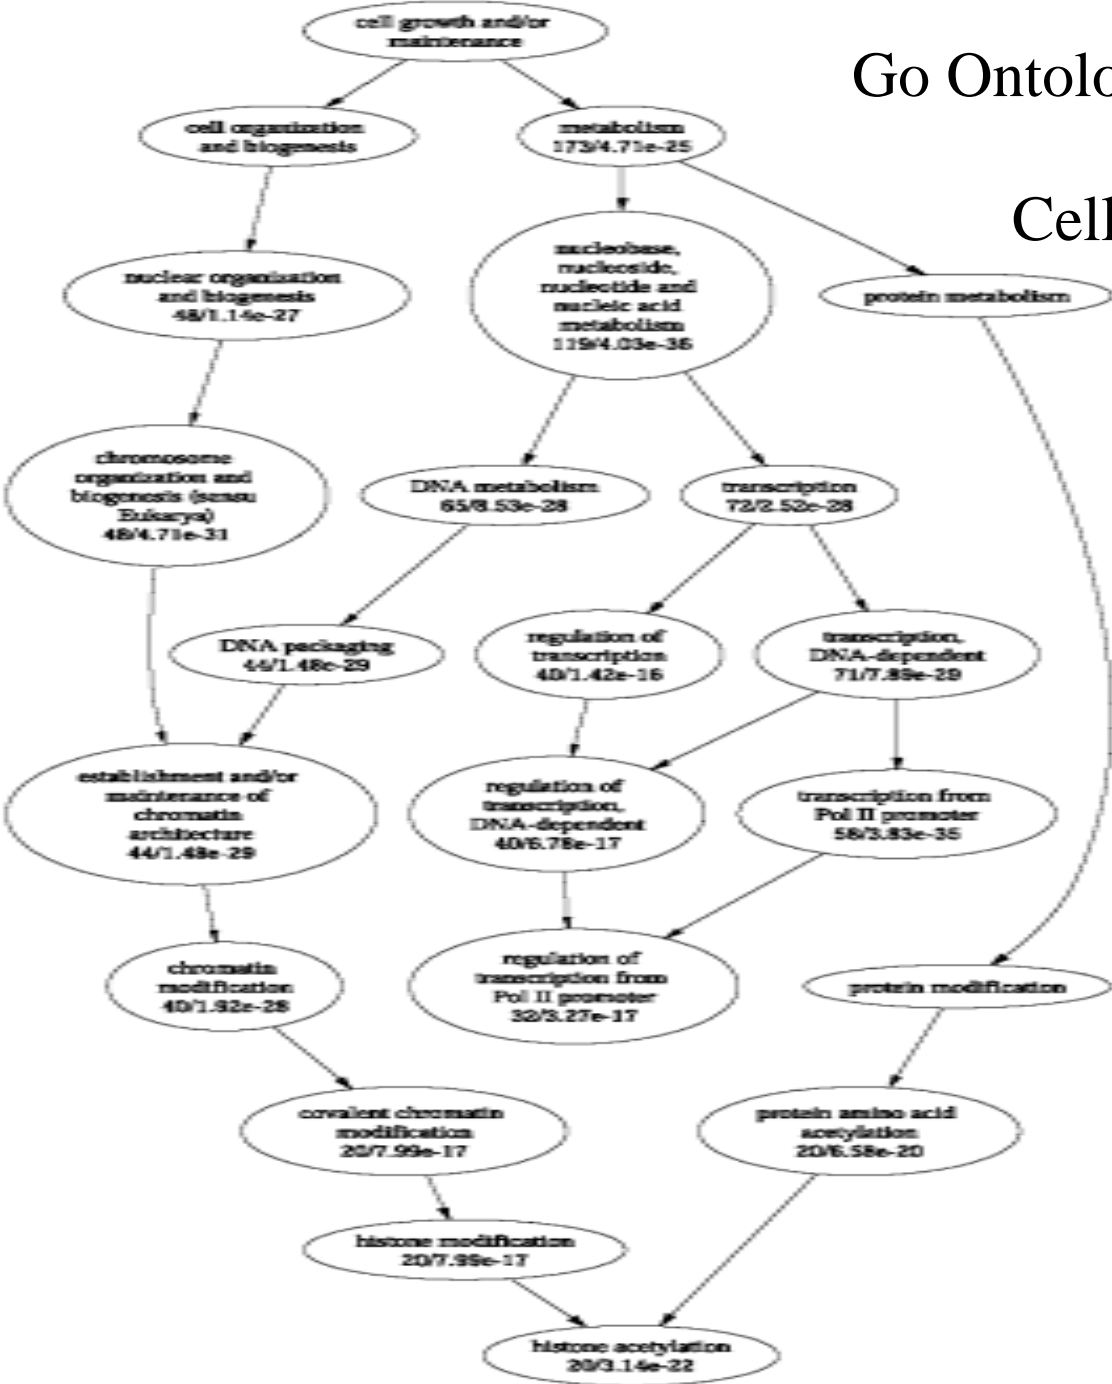 cell growth and/or
maintenance
Go Ontolo
cell organization
and biogenesis
metabolism
173/4.71e-25
Cell
nuclear organization
and biogenesis
48/1.14e-27
nucleobase,
nucleoside,
nucleotide and
nucleic acid
metabolism
119/4.03e-36
protein metabolism
chromosome
organization and
biogenesis (sensu
Eukarya)
48/4.71e-31
DNA metabolism
65/8.53e-28
transcription
72/2.52e-28
DNA packaging
44/1.48e-29
regulation of
transcription
40/1.42e-16
transcription,
DNA-dependent
71/7.89e-29
establishment and/or
maintenance of
chromatin
architecture
44/1.48e-29
regulation of
transcription,
DNA-dependent
40/6.78e-17
transcription from
Pol II promoter
58/3.83e-35
chromatin
modification
40/1.92e-28
regulation of
transcription from
Pol II promoter
32/3.27e-17
protein modification
covalent chromatin
modification
20/7.99e-17
protein amino acid
acetylation
20/6.58e-20
histone modification
20/7.99e-17
histone acetylation
20/3.14e-22